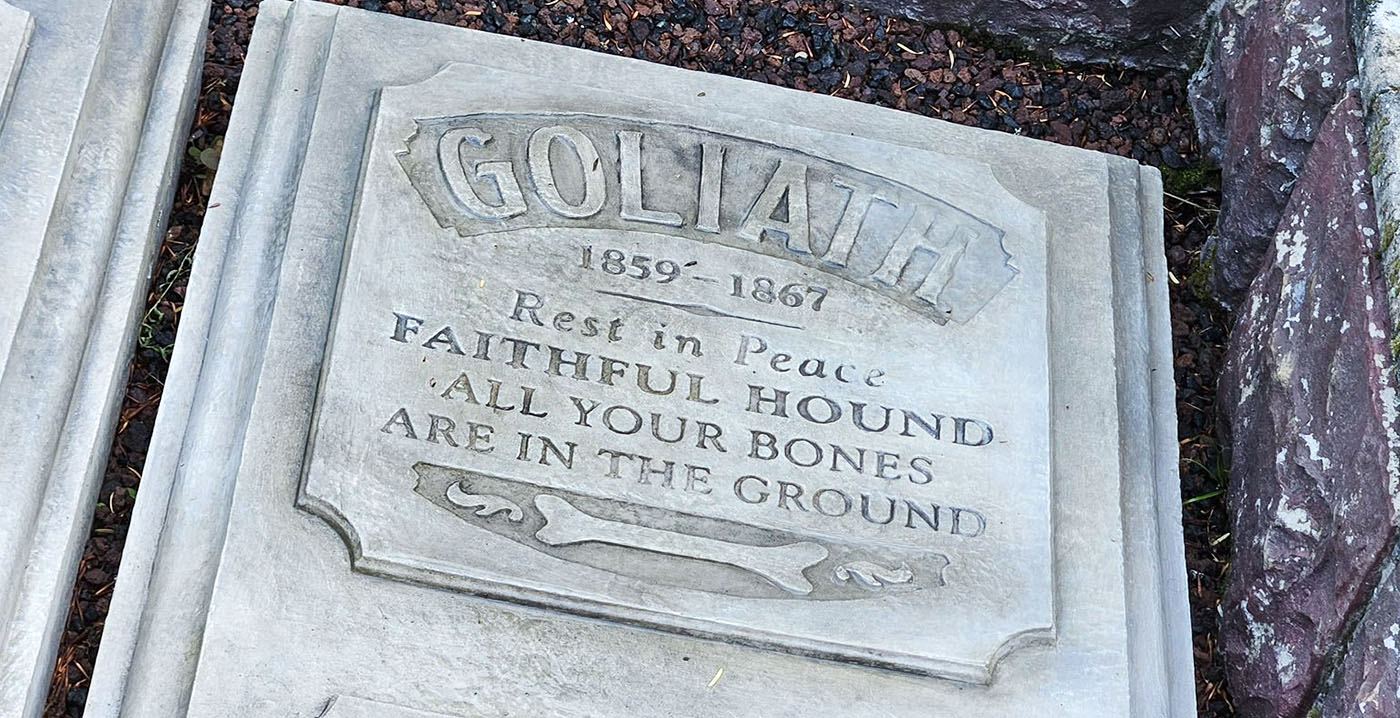 GOLIATH
1859 – 1867
Rest in Peace
FAITHFUL HOUND
ALL YOUR BONES
ARE IN THE GROUND